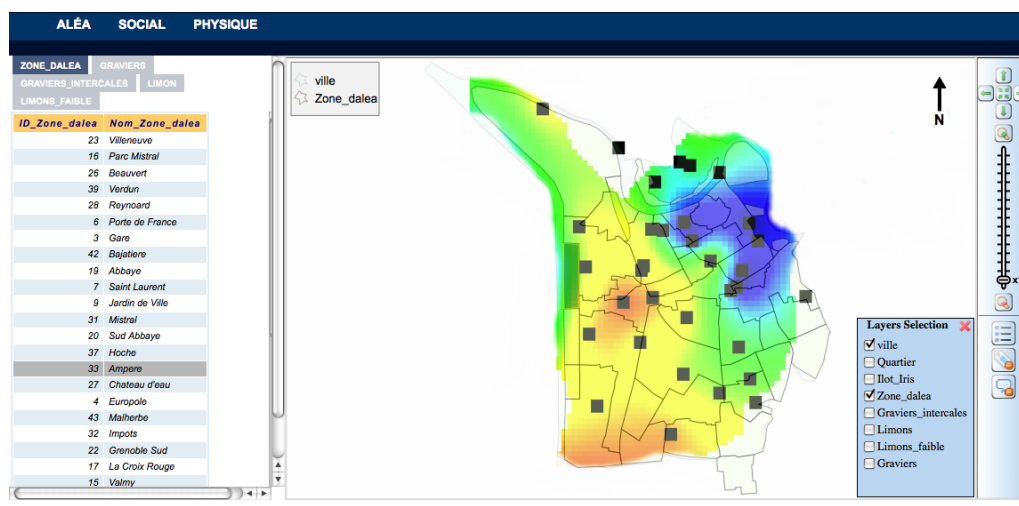 ALÉA SOCIAL PHYSIQUE
ZONE_DALEA GRAVIERS
GRAVIERS_INTERCALES LIMON
LIMONS_FAIBLE
ID_Zone_dalea Nom_Zone_dalea
23 Villeneuve
16 Parc Mistral
26 Beauvert
39 Verdun
28 Reynoard
6 Porte de France
3 Gare
42 Bajatiere
19 Abbaye
7 Saint Laurent
9 Jardin de Ville
31 Mistral
20 Sud Abbaye
37 Hoche
33 Ampere
27 Chateau d'eau
4 Europole
43 Malherbe
32 Impots
22 Grenoble Sud
17 La Croix Rouge
15 Valmy
ville
Zone_dalea
N
Layers Selection
ville
Quartier
Ilot_Iris
Zone_dalea
Graviers_intercales
Limons
Limons_faible
Graviers